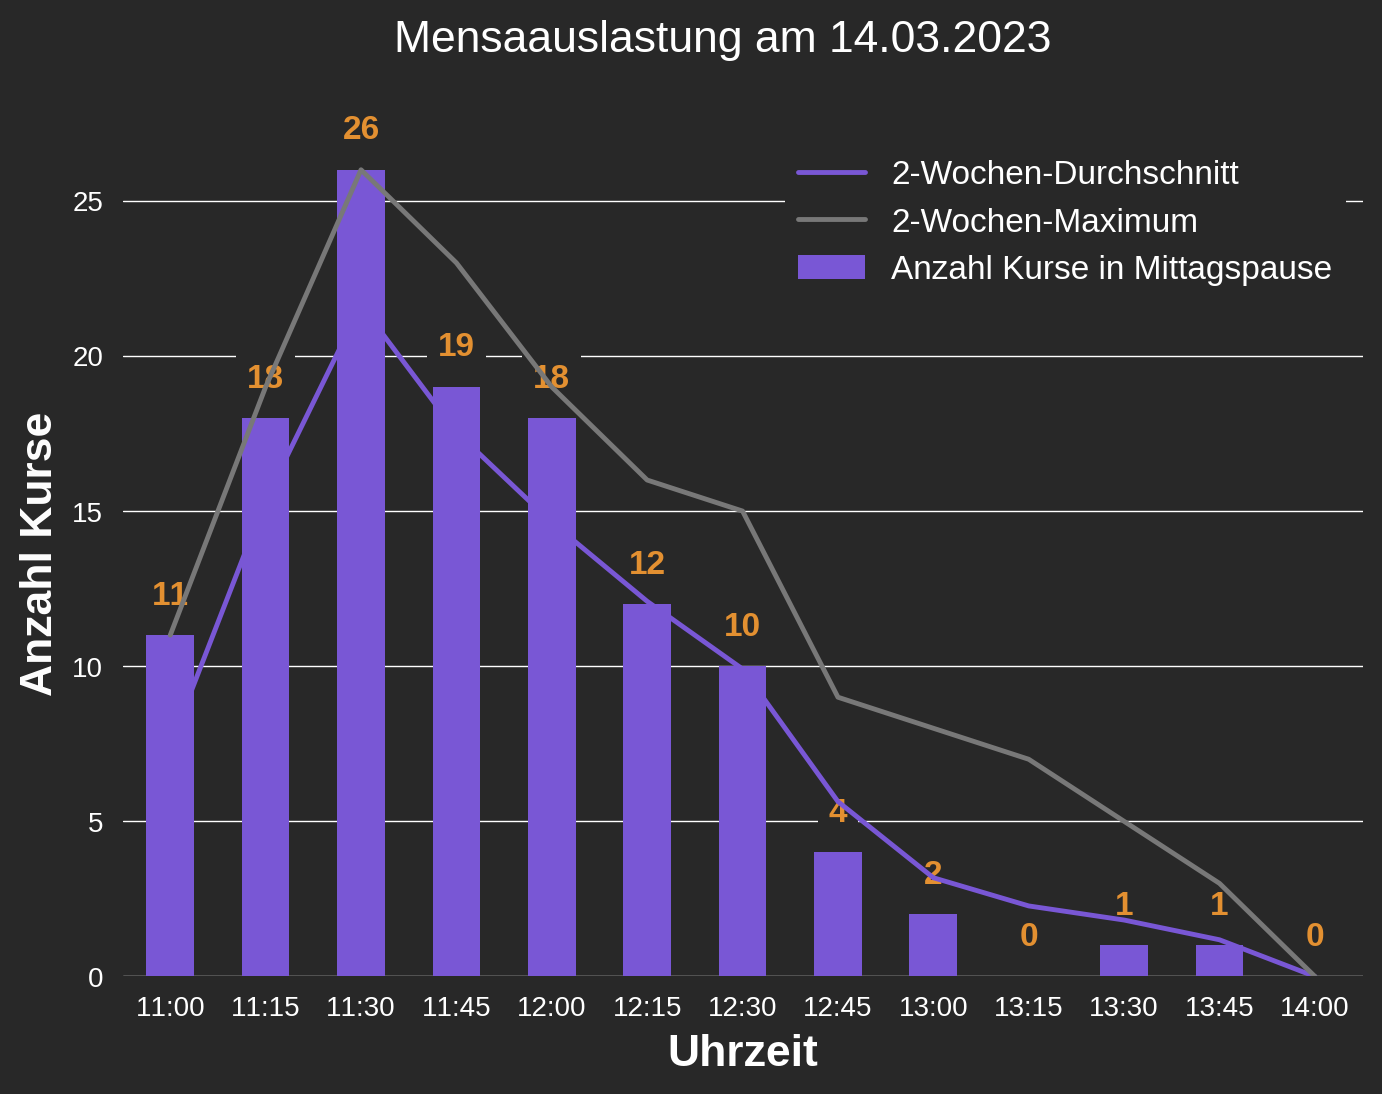 Mensaauslastung am 14.03.2023
2-Wochen-Durchschnitt
2-Wochen-Maximum
Anzahl Kurse in Mittagspause
Anzahl Kurse
25
20
15
10
5
0
11
18
26
19
18
12
10
4
2
0
1
1
0
11:00 11:15 11:30 11:45 12:00 12:15 12:30 12:45 13:00 13:15 13:30 13:45 14:00
Uhrzeit